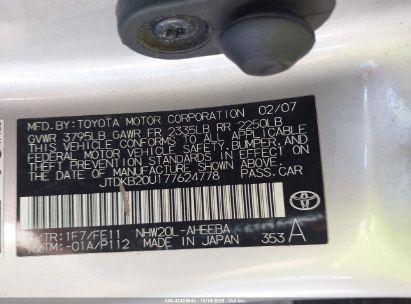 MFD.BY: TOYOTA MOTOR CORPORATION 02/07
GVWR 3795LB GAWR FR 2335LB RR 2250LB
THIS VEHICLE CONFORMS TO ALL APPLICABLE
FEDERAL MOTOR VEHICLE SAFETY, BUMPER, AND
THEFT PREVENTION STANDARDS IN EFFECT ON
THE DATE OF MANUFACTURE SHOWN ABOVE.
JTDKB20U177624778 PASS.CAR
C/TR: 1F7/FE11 NHW20L-AHEEBA
A/TM: -01A/P112 MADE IN JAPAN 353 A